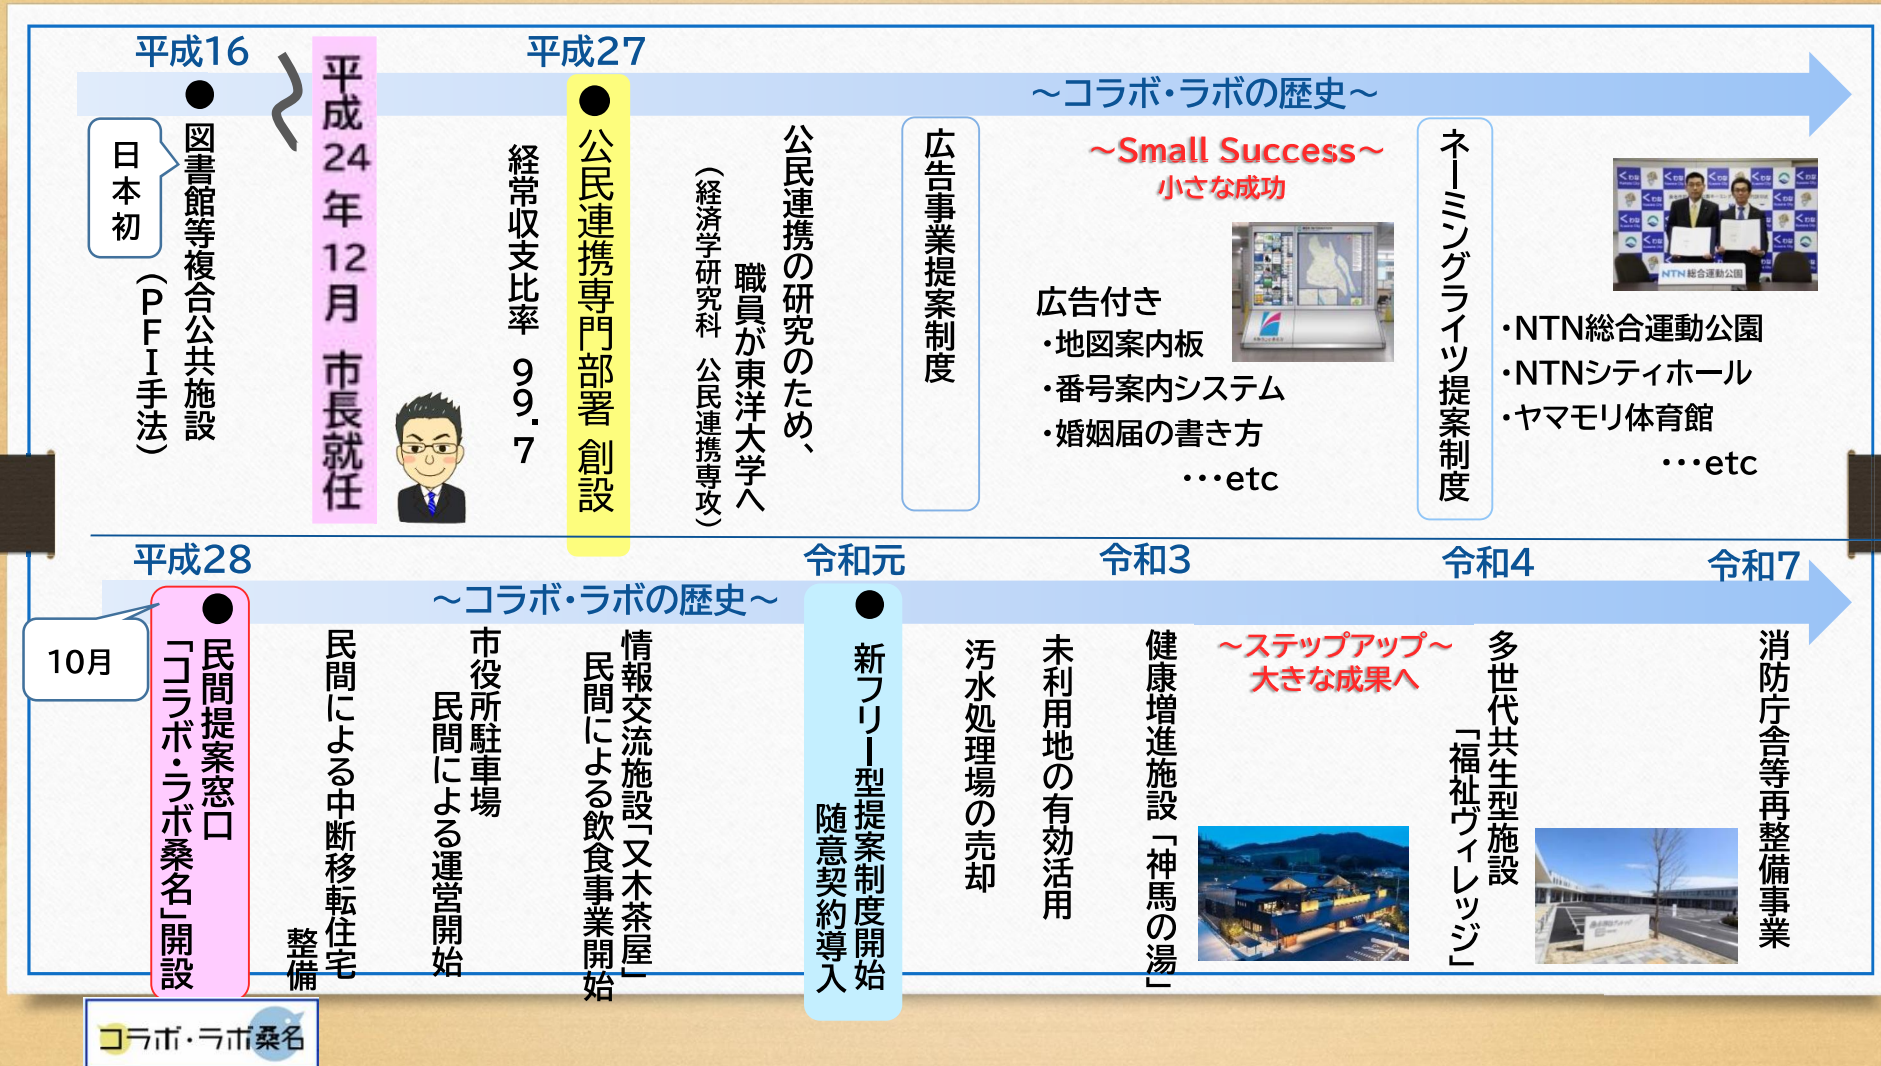 平成16
平成27
～コラボ・ラボの歴史～
日本初
図書館等複合公共施設
（ＰＦＩ手法）
平成24年12月 市長就任
経常収支比率 99.7
公民連携専門部署 創設
公民連携の研究のため、
職員が東洋大学へ
（経済学研究科 公民連携専攻）
広告事業提案制度
～Small Success～
小さな成功
広告付き
・地図案内板
・番号案内システム
・婚姻届の書き方
・・・etc
ネーミングライツ提案制度
くわな
NTN総合運動公園
・NTN総合運動公園
・NTNシティホール
・ヤマモリ体育館
・・・etc
平成28
令和元
令和3
令和4
令和7
～コラボ・ラボの歴史～
10月
民間提案窓口
「コラボ・ラボ桑名」開設
民間による中断移転住宅
整備
市役所駐車場
民間による運営開始
情報交流施設「又木茶屋」
民間による飲食事業開始
新フリー型提案制度開始
随意契約導入
汚水処理場の売却
未利用地の有効活用
健康増進施設「神馬の湯」
～ステップアップ～
大きな成果へ
多世代共生型施設
「福祉ヴィレッジ」
消防庁舎等再整備事業
コラボ・ラボ桑名